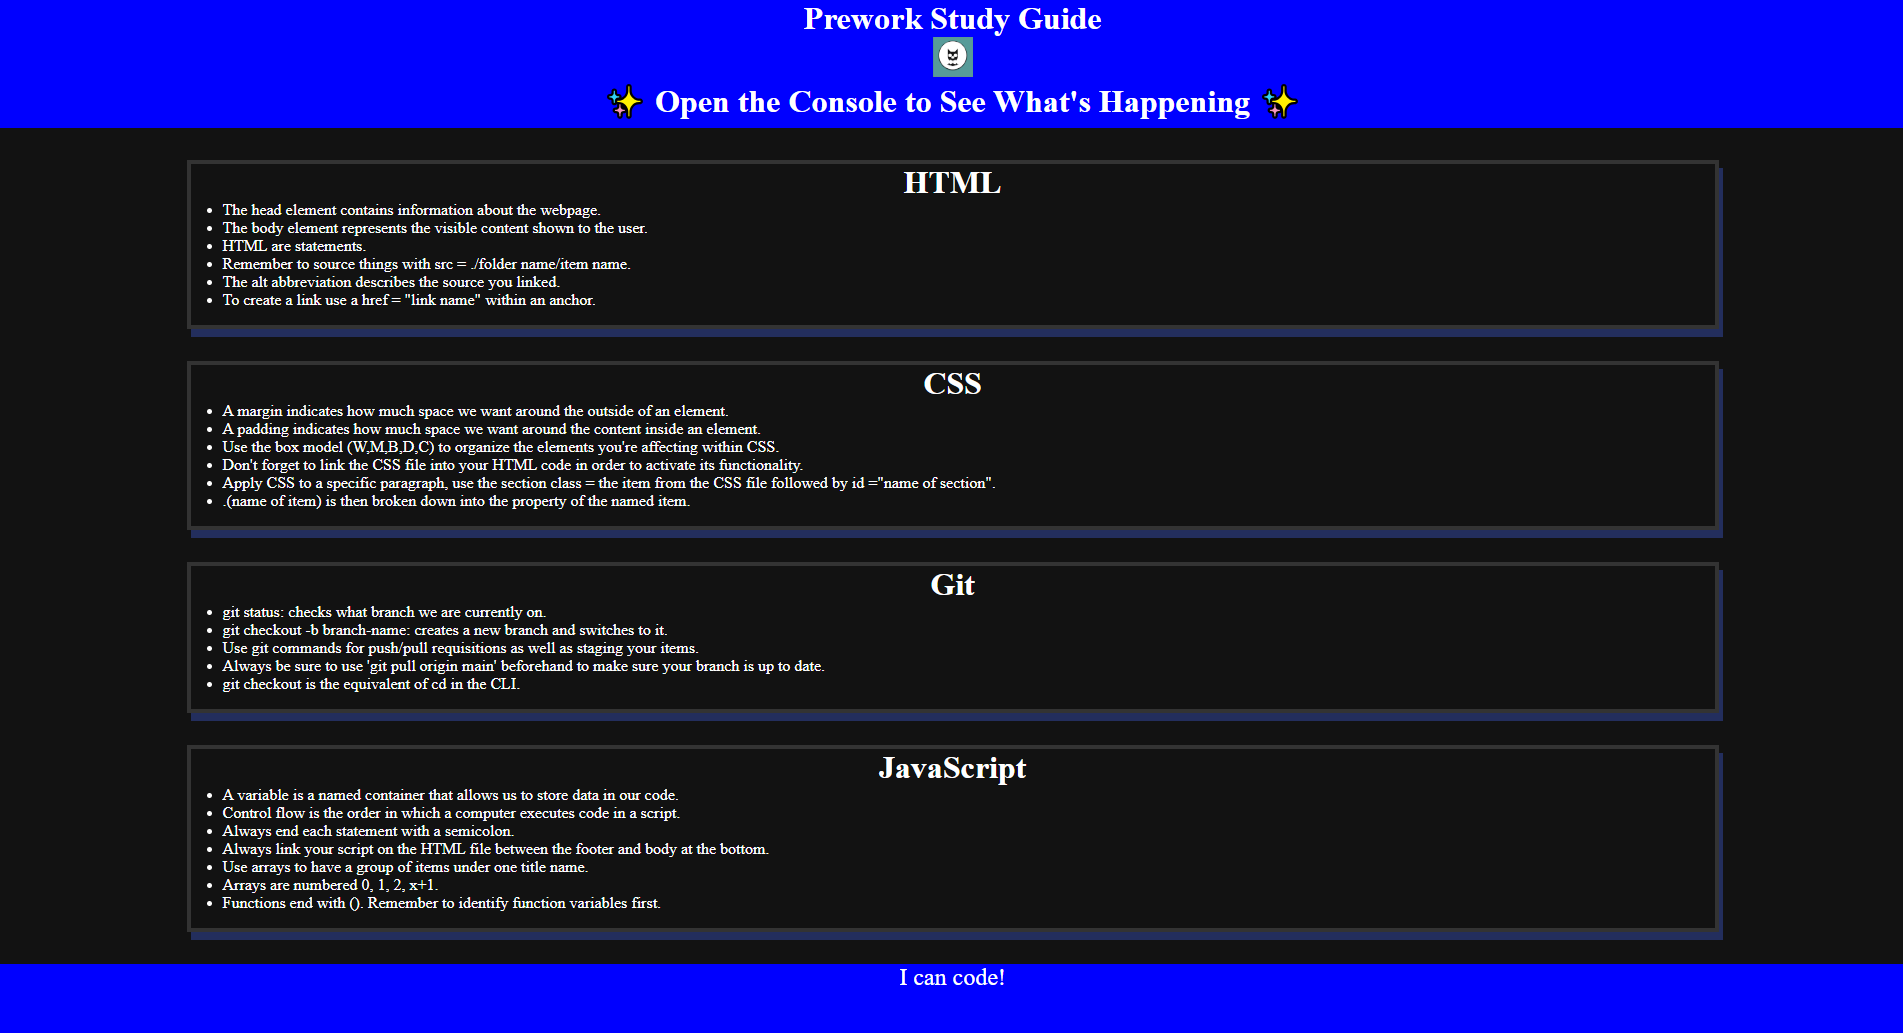 Prework Study Guide
✨ Open the Console to See What's Happening ✨
HTML
• The head element contains information about the webpage.
• The body element represents the visible content shown to the user.
• HTML are statements.
• Remember to source things with src = ./folder name/item name.
• The alt abbreviation describes the source you linked.
• To create a link use a href = "link name" within an anchor.
CSS
• A margin indicates how much space we want around the outside of an element.
• A padding indicates how much space we want around the content inside an element.
• Use the box model (W,M,B,D,C) to organize the elements you're affecting within CSS.
• Don't forget to link the CSS file into your HTML code in order to activate its functionality.
• Apply CSS to a specific paragraph, use the section class = the item from the CSS file followed by id ="name of section".
• .(name of item) is then broken down into the property of the named item.
Git
• git status: checks what branch we are currently on.
• git checkout -b branch-name: creates a new branch and switches to it.
• Use git commands for push/pull requisitions as well as staging your items.
• Always be sure to use 'git pull origin main' beforehand to make sure your branch is up to date.
• git checkout is the equivalent of cd in the CLI.
JavaScript
• A variable is a named container that allows us to store data in our code.
• Control flow is the order in which a computer executes code in a script.
• Always end each statement with a semicolon.
• Always link your script on the HTML file between the footer and body at the bottom.
• Use arrays to have a group of items under one title name.
• Arrays are numbered 0, 1, 2, x+1.
• Functions end with (). Remember to identify function variables first.
I can code!